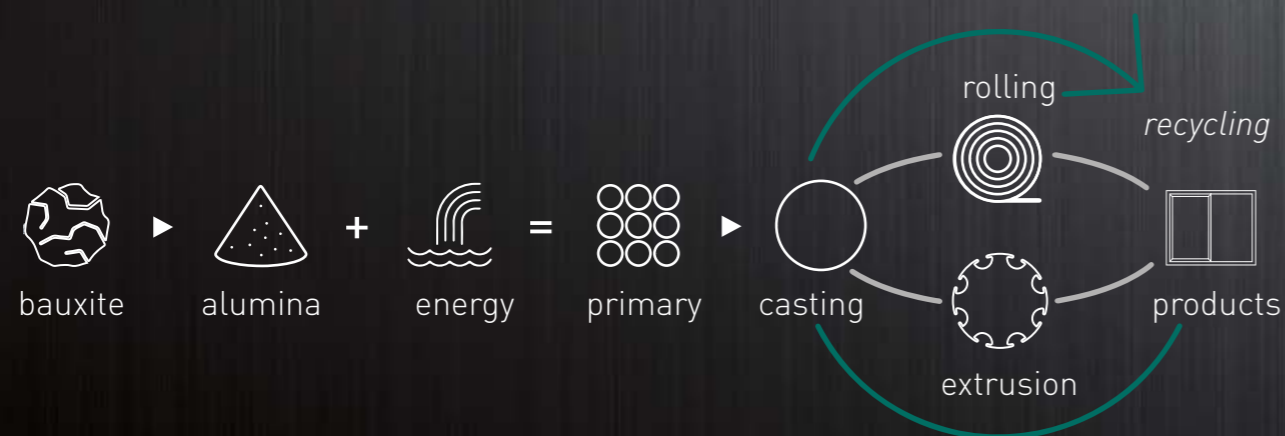 rolling
recycling
+
=
bauxite
alumina
energy
primary
casting
products
extrusion